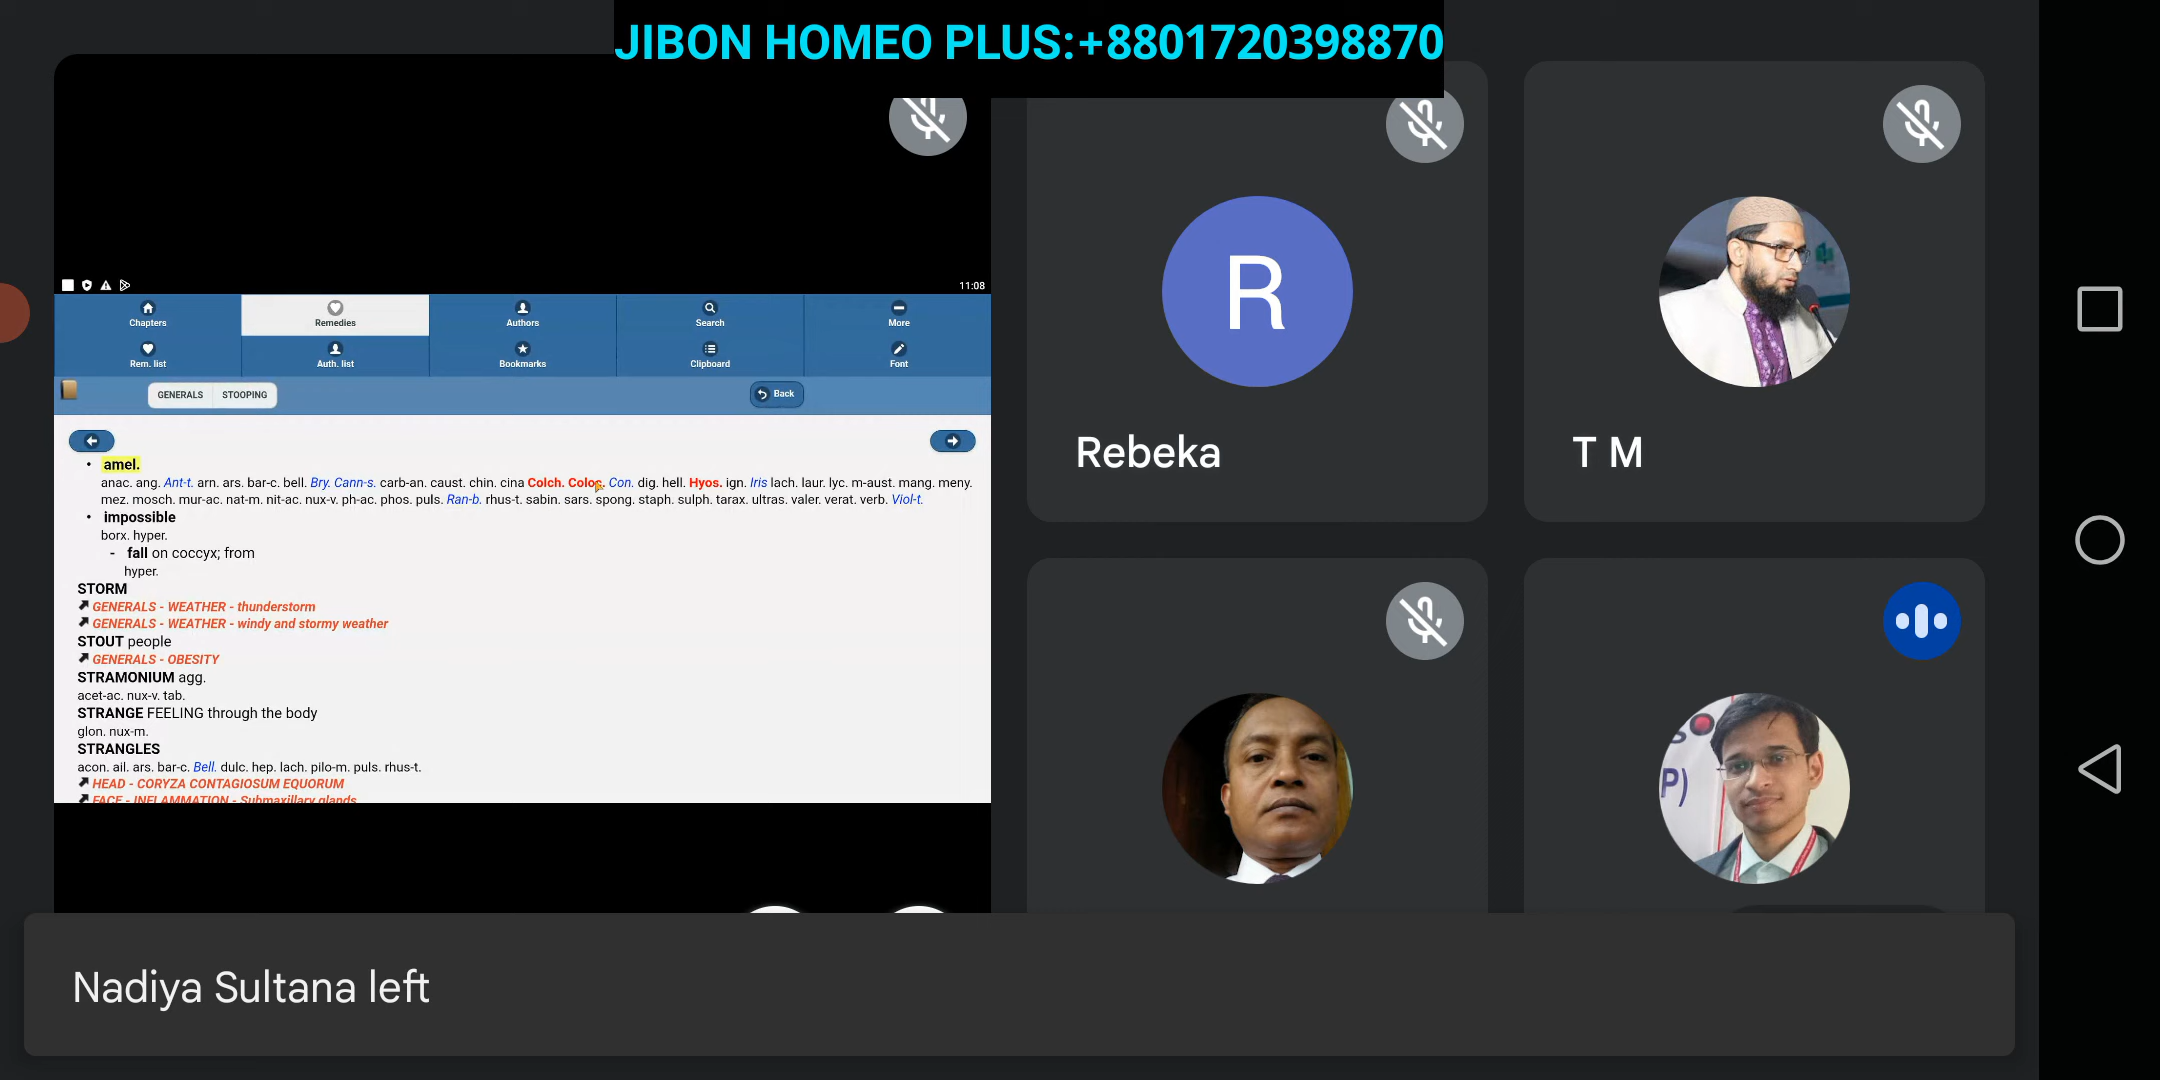 JIBON HOMEO PLUS:+8801720398870
11:08
Chapters
Remedies
Authors
Search
More
Rem. list
Auth. list
Bookmarks
Clipboard
Font
GENERALS
STOOPING
Back
• amel.
anac. ang. Ant-t. arn. ars. bar-c. bell. Bry. Cann-s. carb-an. caust. chin. cina Colch. Coloc. Con. dig. hell. Hyos. ign. Iris lach. laur. lyc. m-aust. mang. meny.
mez. mosch. mur-ac. nat-m. nit-ac. nux-v. ph-ac. phos. puls. Ran-b. rhus-t. sabin. sars. spong. staph. sulph. tarax. ultras. valer. verat. verb. Viol-t.
• impossible
borx. hyper.
- fall on coccyx; from
hyper.
STORM
GENERALS - WEATHER - thunderstorm
GENERALS - WEATHER - windy and stormy weather
STOUT people
GENERALS - OBESITY
STRAMONIUM agg.
acet-ac. nux-v. tab.
STRANGE FEELING through the body
glon. nux-m.
STRANGLES
acon. ail. ars. bar-c. Bell. dulc. hep. lach. pilo-m. puls. rhus-t.
HEAD - CORYZA CONTAGIOSUM EQUORUM
FACE - INFLAMMATION - Submaxillary glands
R
Rebeka
T M
P)
Nadiya Sultana left